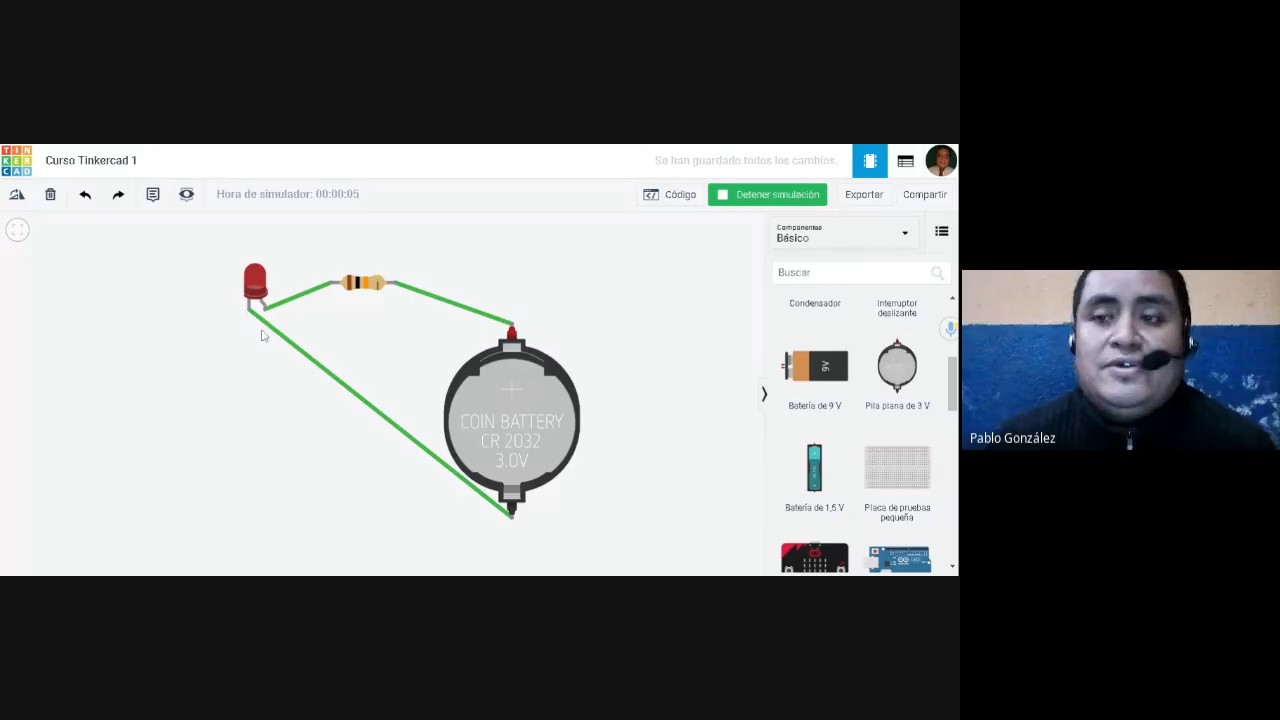 TIN
KER
CAD
Curso Tinkercad 1
Se han guardado todos los cambios.
Hora de simulador: 00:00:05
Código
Detener simulación
Exportar
Compartir
Componentes
Básico
Buscar
Condensador
Interruptor
deslizante
9V
Batería de 9 V
Pila plana de 3 V
Batería de 1,5 V
Placa de pruebas
pequeña
COIN BATTERY
CR 2032
3.0V
Pablo González